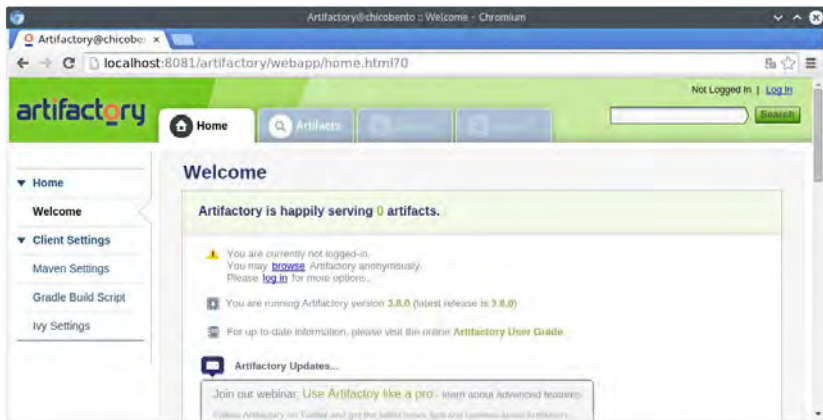 Artifactory@chicobento :: Welcome - Chromium
Artifactory@chicobe
localhost:8081/artifactory/webapp/home.html?0
Not Logged In | Log In
artifactory
Home
Artifacts
Search
Welcome
Home
Welcome
Client Settings
Maven Settings
Gradle Build Script
Ivy Settings
Artifactory is happily serving 0 artifacts.
You are currently not logged-in.
You may browse Artifactory anonymously.
Please log in for more options.
You are running Artifactory version 3.8.0 (latest release is 3.8.0)
For up-to-date information, please visit the online Artifactory User Guide.
Artifactory Updates...
Join our webinar: Use Artifactoy like a pro - learn about advanced features